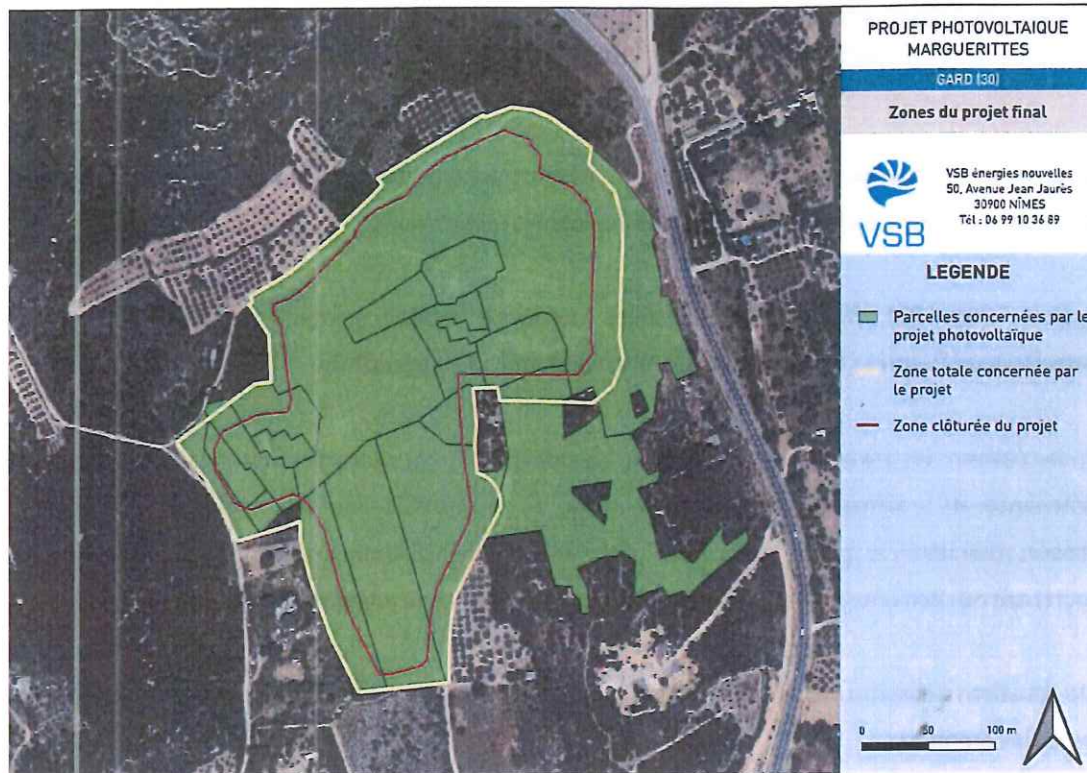 PROJET PHOTOVOLTAIQUE
MARGUERITTES
GARD (30)
Zones du projet final
VSB énergies nouvelles
50, Avenue Jean Jaurès
30900 NÎMES
Tél : 06 99 10 36 89
VSB
LEGENDE
Parcelles concernées par le
projet photovoltaïque
Zone totale concernée par
le projet
Zone clôturée du projet
0 50 100 m